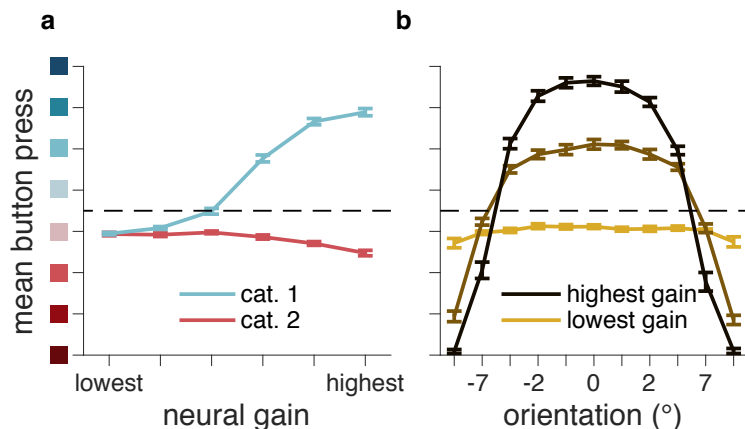 a
b
mean button press
cat. 1
cat. 2
lowest
highest
neural gain
highest gain
lowest gain
-7
-2
0
2
7
orientation (°)